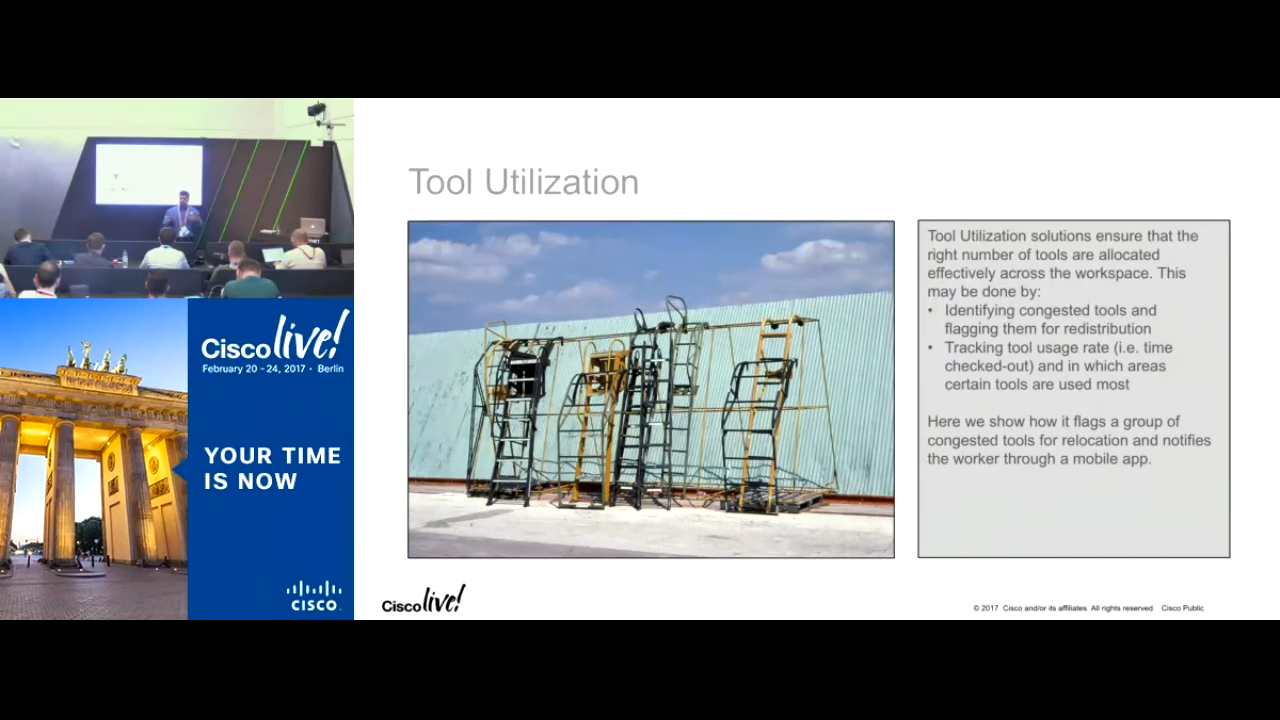 Tool Utilization
Tool Utilization solutions ensure that the
right number of tools are allocated
effectively across the workspace. This
may be done by:
• Identifying congested tools and
flagging them for redistribution
• Tracking tool usage rate (i.e. time
checked-out) and in which areas
certain tools are used most
Here we show how it flags a group of
congested tools for relocation and notifies
the worker through a mobile app.
Cisco live!
February 20 - 24, 2017 • Berlin
YOUR TIME
IS NOW
CISCO.
Cisco live!
© 2017 Cisco and/or its affiliates. All rights reserved. Cisco Public